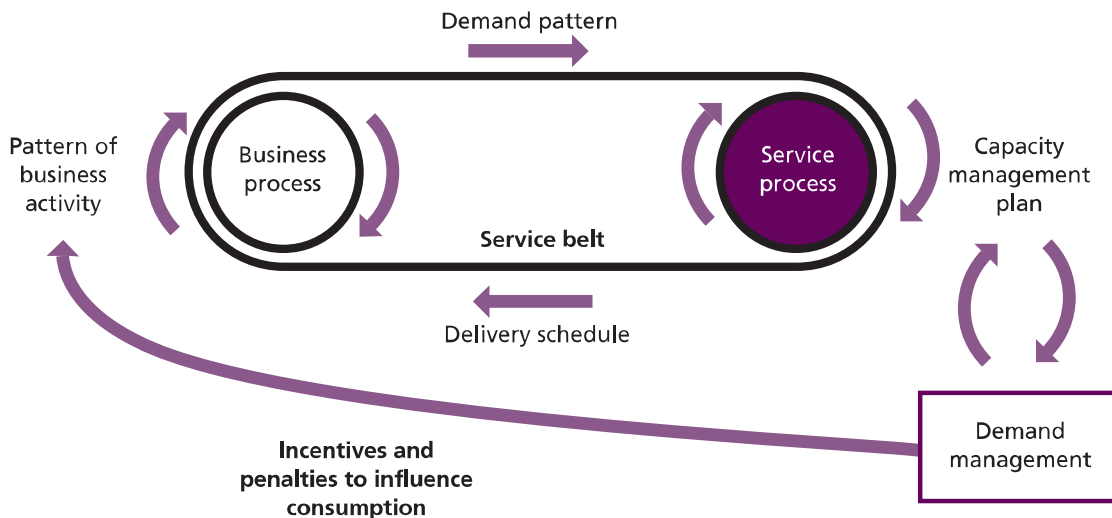 Demand pattern
Pattern of
business
activity
Business
process
Service
process
Capacity
management
plan
Service belt
Delivery schedule
Demand
management
Incentives and
penalties to influence
consumption